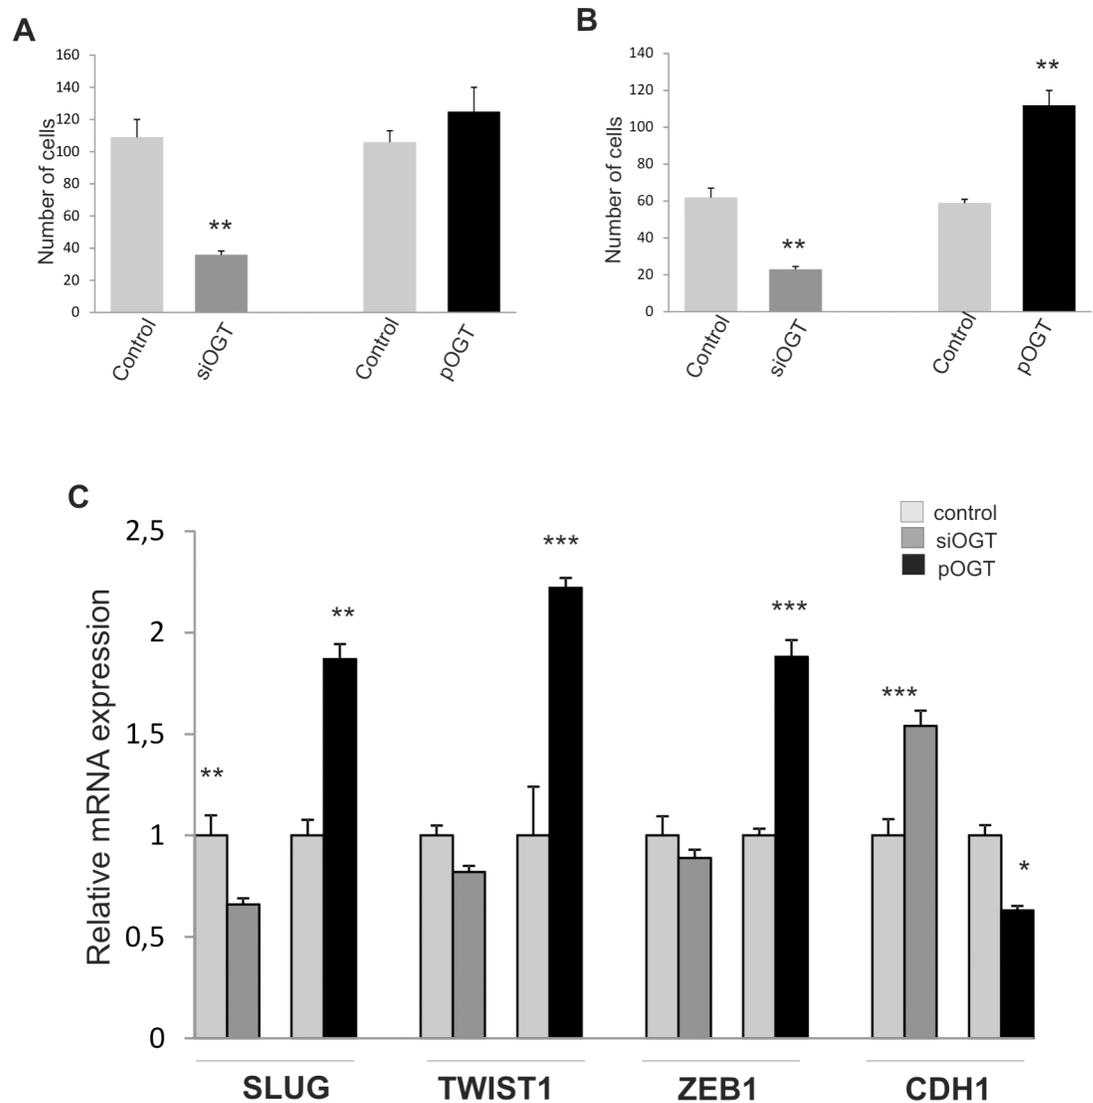 A
Number of cells
160
140
120
100
80
60
40
20
0
**
Control
siOGT
Control
pOGT
B
Number of cells
140
120
100
80
60
40
20
0
**
**
Control
siOGT
Control
pOGT
C
Relative mRNA expression
2,5
2
1,5
1
0,5
0
control
siOGT
pOGT
**
**
***
***
***
*
SLUG
TWIST1
ZEB1
CDH1